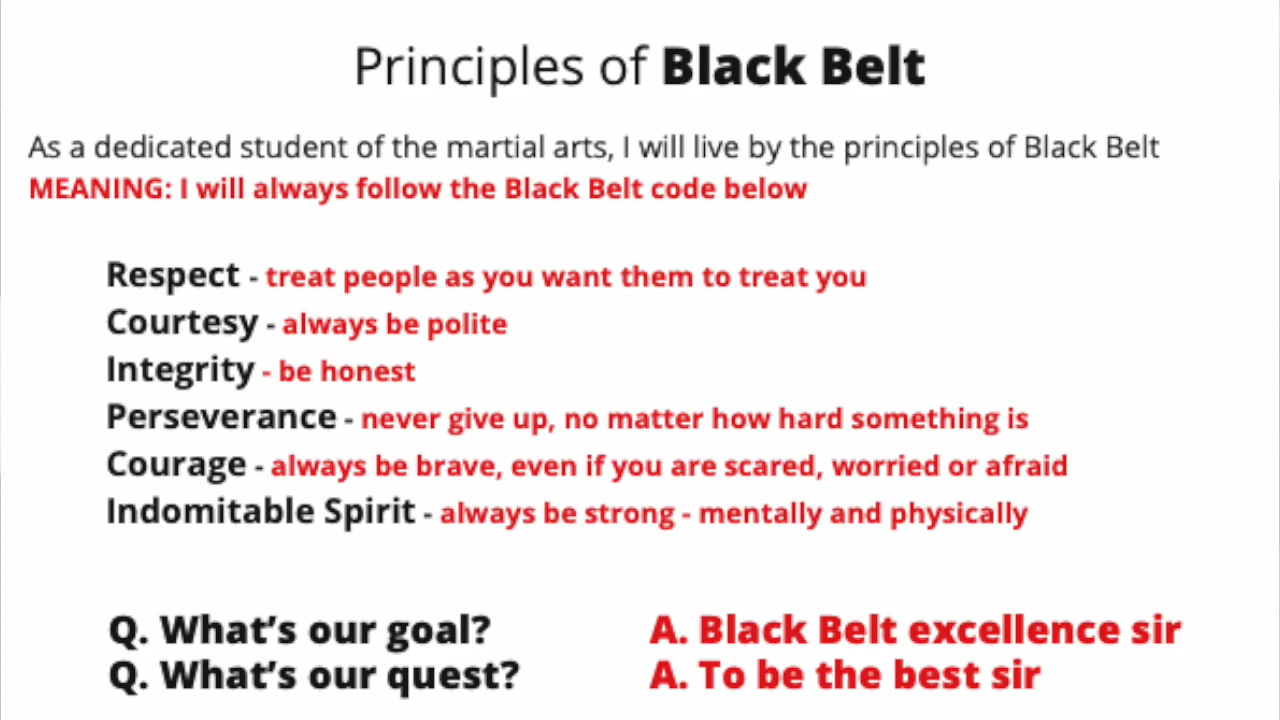 Principles of Black Belt
As a dedicated student of the martial arts, I will live by the principles of Black Belt
MEANING: I will always follow the Black Belt code below
Respect - treat people as you want them to treat you
Courtesy - always be polite
Integrity - be honest
Perseverance - never give up, no matter how hard something is
Courage - always be brave, even if you are scared, worried or afraid
Indomitable Spirit - always be strong - mentally and physically
Q. What’s our goal? A. Black Belt excellence sir
Q. What’s our quest? A. To be the best sir